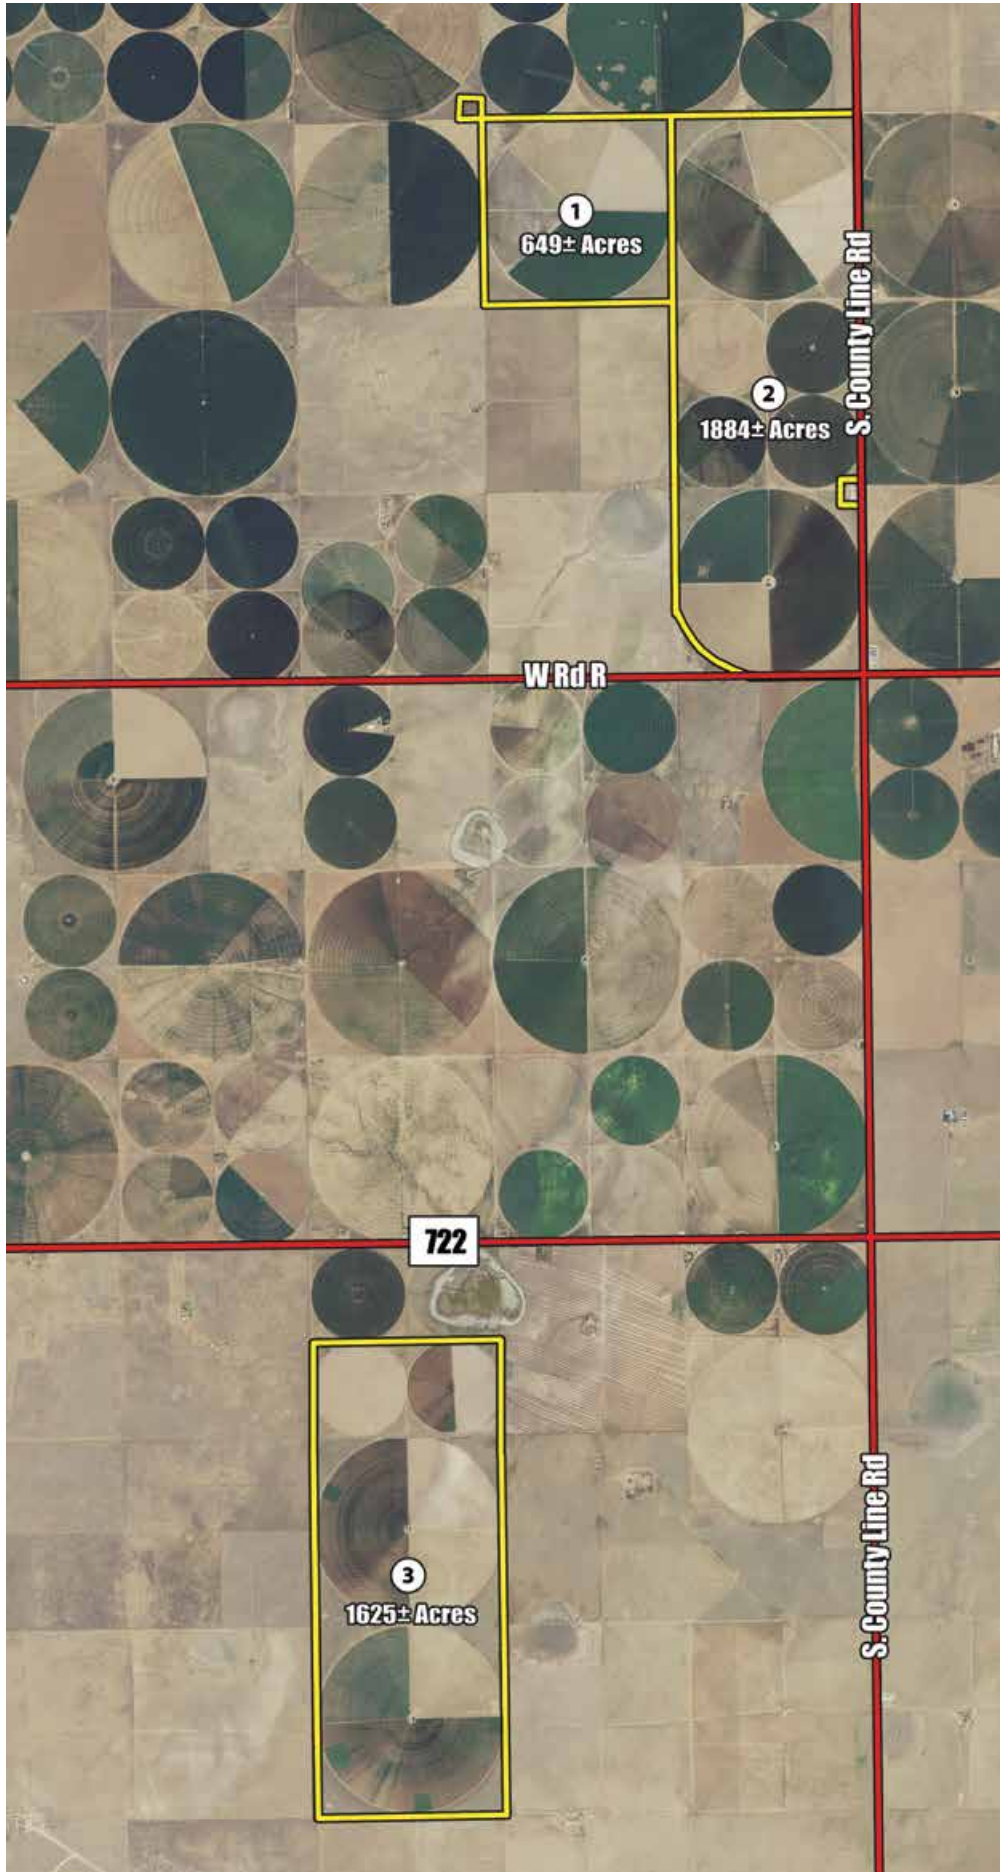 1
649± Acres
S. County Line Rd
2
1884± Acres
W Rd R
722
S. County Line Rd
3
1625± Acres